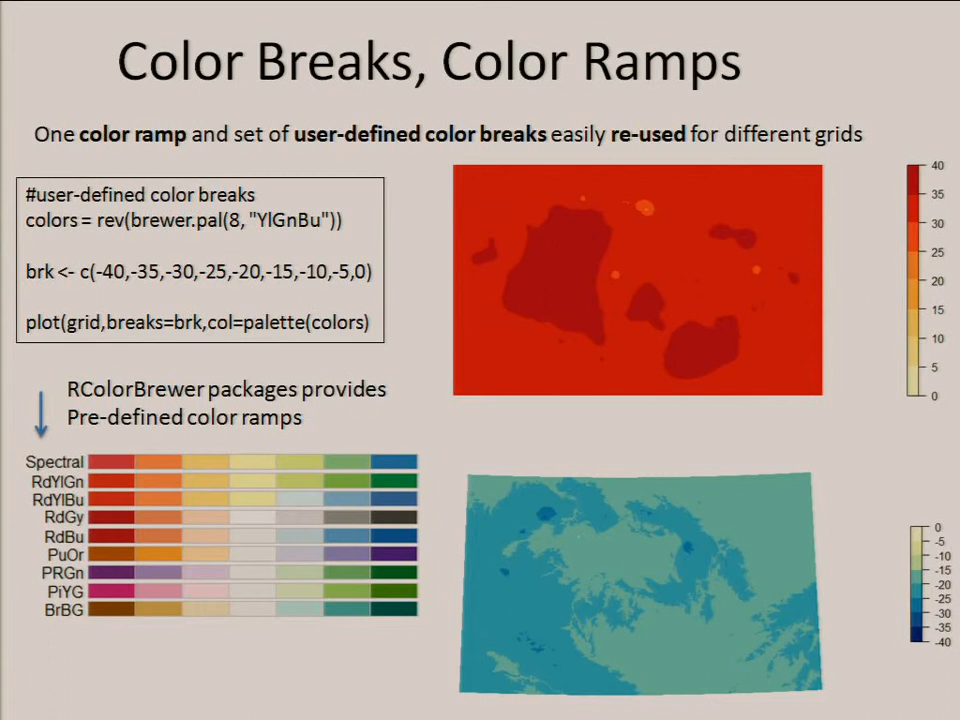 Color Breaks, Color Ramps
One color ramp and set of user-defined color breaks easily re-used for different grids
#user-defined color breaks
colors = rev(brewer.pal(8, "YlGnBu"))
brk <- c(-40,-35,-30,-25,-20,-15,-10,-5,0)
plot(grid,breaks=brk,col=palette(colors)
RColorBrewer packages provides
Pre-defined color ramps
Spectral
RdYlGn
RdYlBu
RdGy
RdBu
PuOr
PRGn
PiYG
BrBG
40
35
30
25
20
15
10
5
0
0
-5
-10
-15
-20
-25
-30
-35
-40